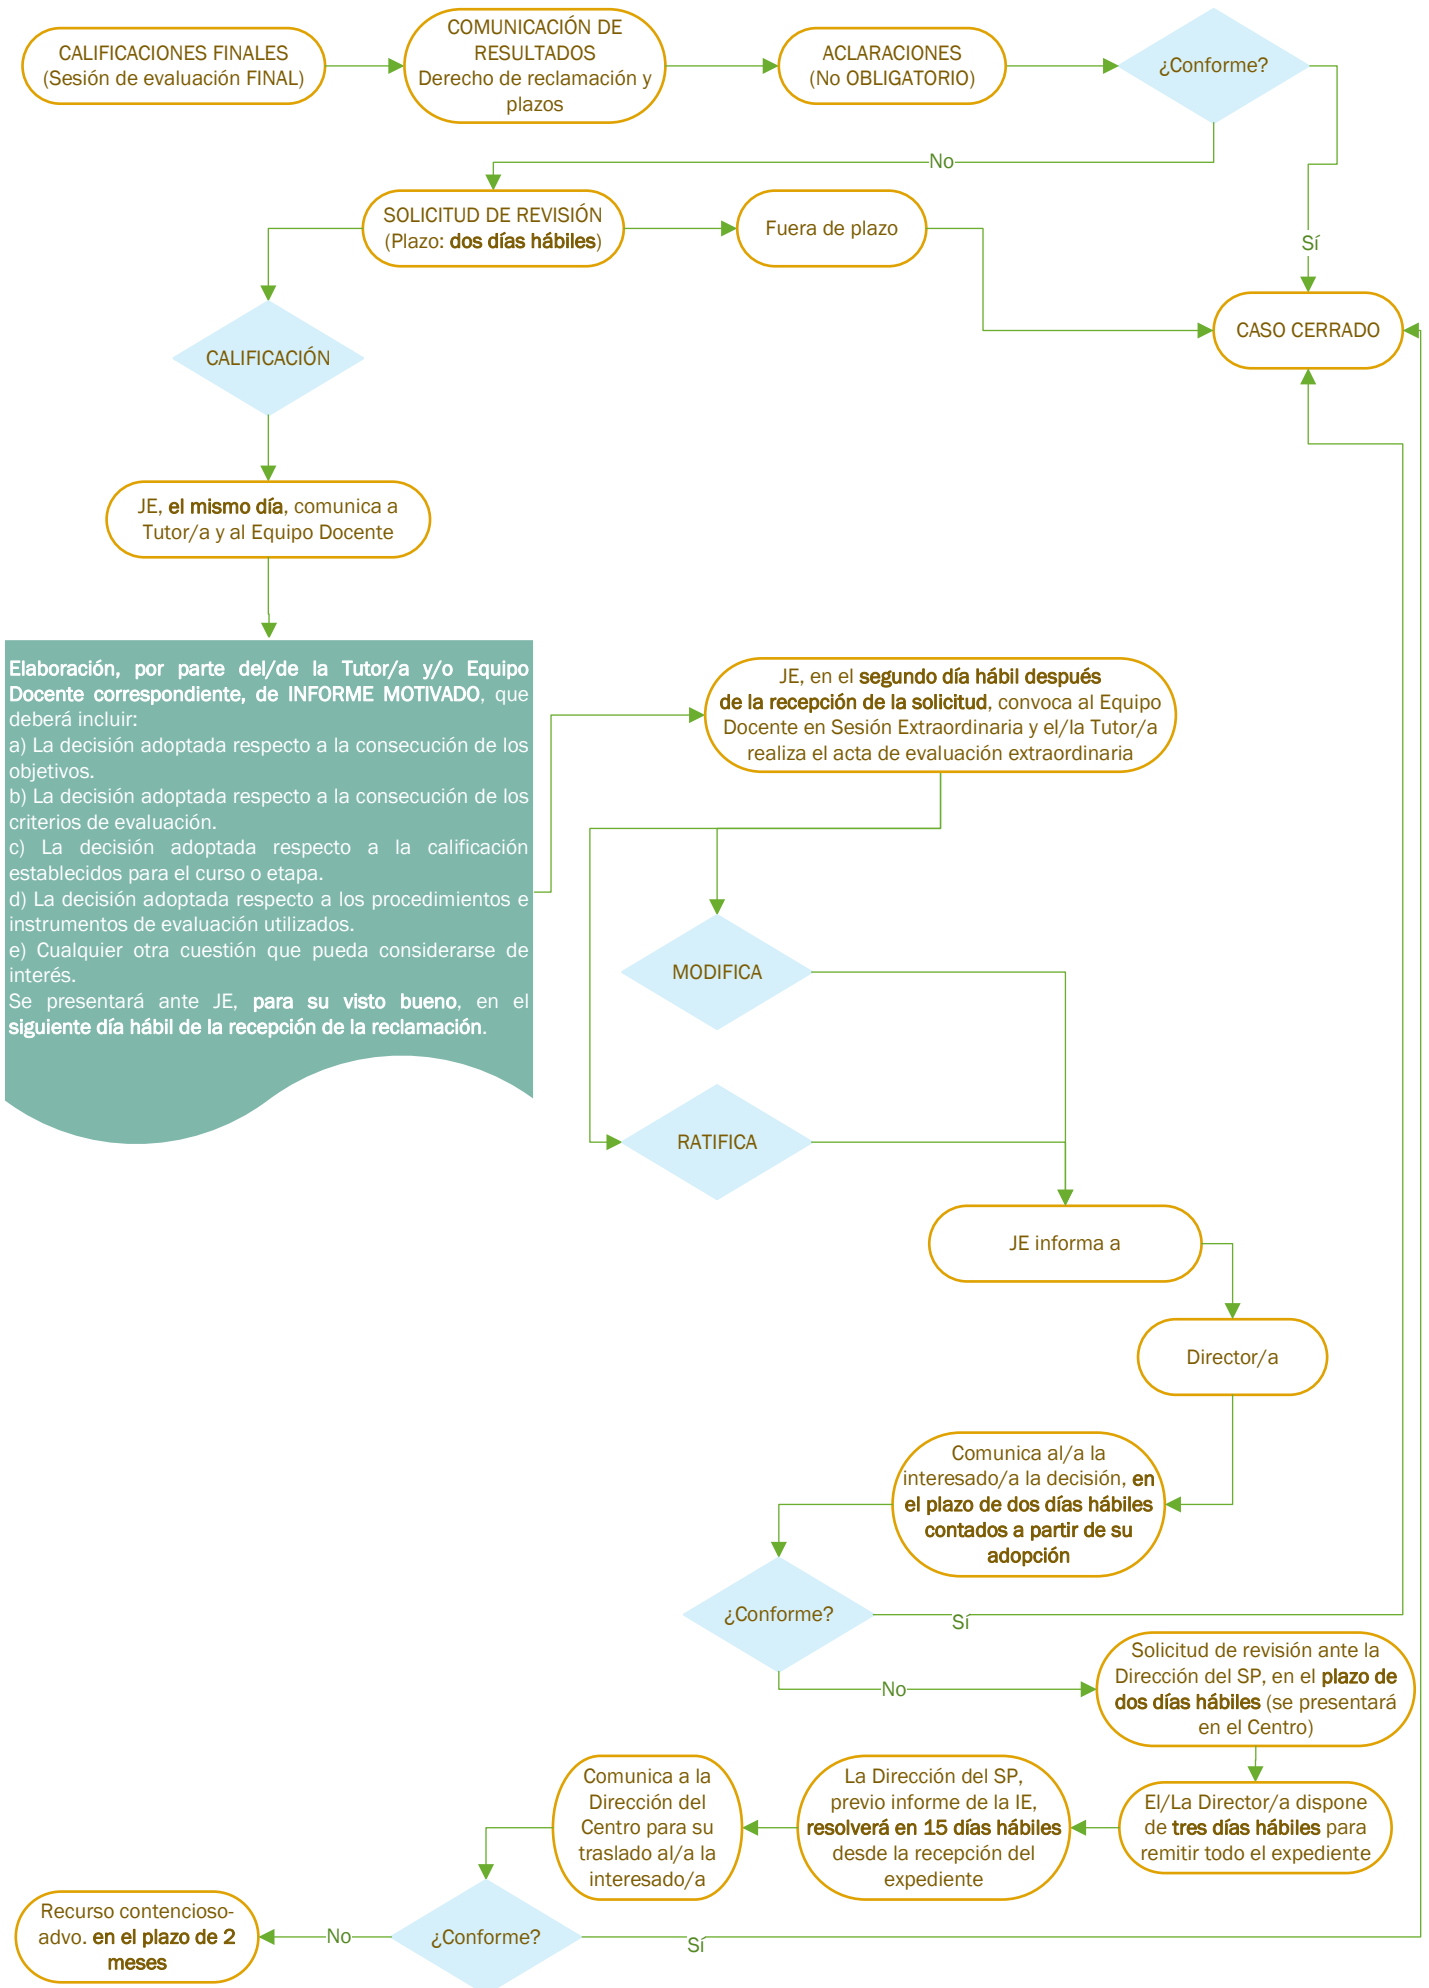 CALIFICACIONES FINALES
(Sesión de evaluación FINAL)
COMUNICACIÓN DE
RESULTADOS
Derecho de reclamación y
plazos
ACLARACIONES
(No OBLIGATORIO)
¿Conforme?
No
Sí
SOLICITUD DE REVISIÓN
(Plazo: dos días hábiles)
Fuera de plazo
CASO CERRADO
CALIFICACIÓN
JE, el mismo día, comunica a
Tutor/a y al Equipo Docente
Elaboración, por parte del/de la Tutor/a y/o Equipo
Docente correspondiente, de INFORME MOTIVADO, que
deberá incluir:
a) La decisión adoptada respecto a la consecución de los
objetivos.
b) La decisión adoptada respecto a la consecución de los
criterios de evaluación.
c) La decisión adoptada respecto a la calificación
establecidos para el curso o etapa.
d) La decisión adoptada respecto a los procedimientos e
instrumentos de evaluación utilizados.
e) Cualquier otra cuestión que pueda considerarse de
interés.
Se presentará ante JE, para su visto bueno, en el
siguiente día hábil de la recepción de la reclamación.
JE, en el segundo día hábil después
de la recepción de la solicitud, convoca al Equipo
Docente en Sesión Extraordinaria y el/la Tutor/a
realiza el acta de evaluación extraordinaria
MODIFICA
RATIFICA
JE informa a
Director/a
Comunica al/a la
interesado/a la decisión, en
el plazo de dos días hábiles
contados a partir de su
adopción
¿Conforme?
Sí
No
Solicitud de revisión ante la
Dirección del SP, en el plazo de
dos días hábiles (se presentará
en el Centro)
El/La Director/a dispone
de tres días hábiles para
remitir todo el expediente
La Dirección del SP,
previo informe de la IE,
resolverá en 15 días hábiles
desde la recepción del
expediente
Comunica a la
Dirección del
Centro para su
traslado al/a la
interesado/a
¿Conforme?
Sí
No
Recurso contencioso-
advo. en el plazo de 2
meses